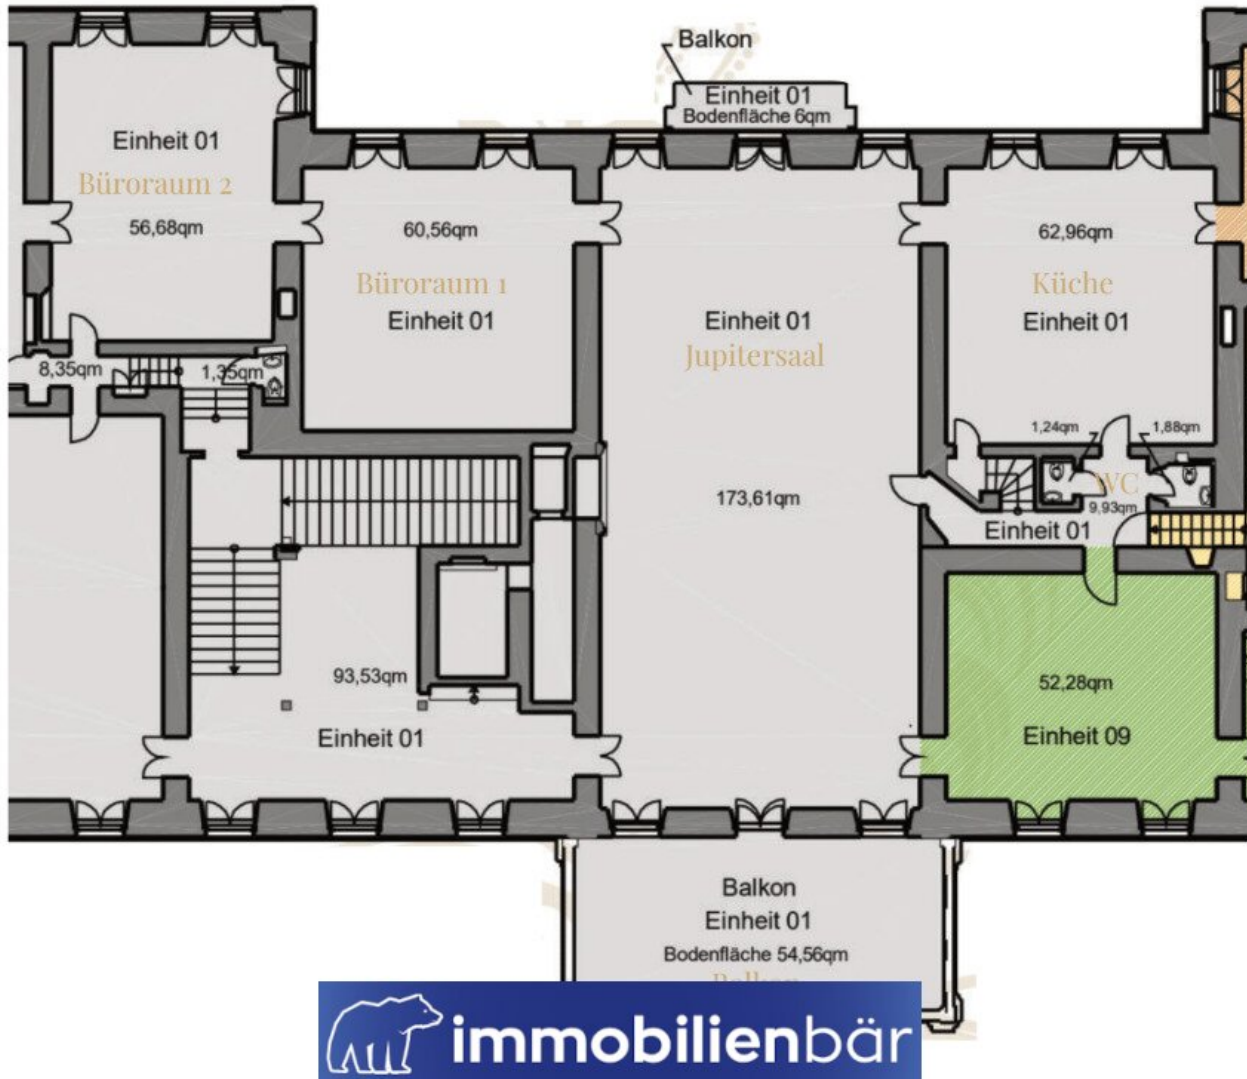 Balkon
Einheit 01
Bodenfläche 6qm
Einheit 01
Büroraum 2
56,68qm
60,56qm
Büroraum 1
Einheit 01
Einheit 01
Jupitersaal
62,96qm
Küche
Einheit 01
8,35qm
1,35qm
1,24qm
1,88qm
WC
9,93qm
Einheit 01
173,61qm
93,53qm
Einheit 01
52,28qm
Einheit 09
Balkon
Einheit 01
Bodenfläche 54,56qm
Balkon
immobilienbär